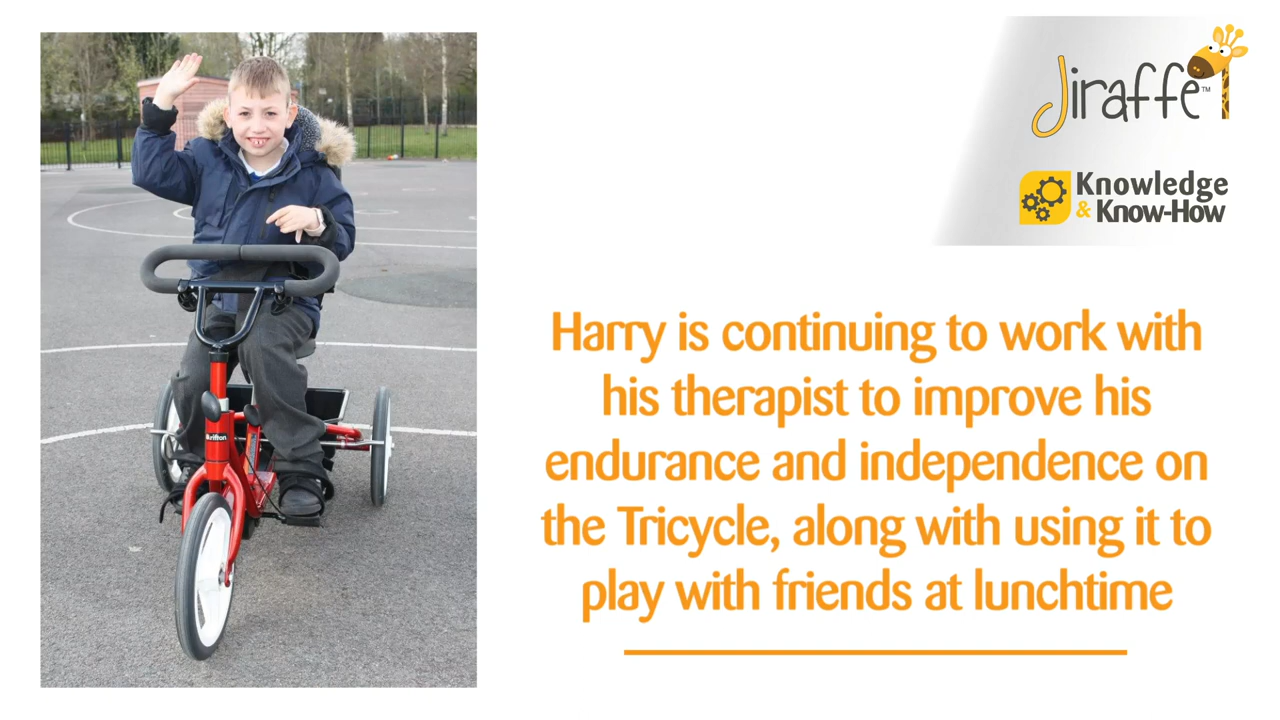 Jiraffe™
Knowledge
& Know-How
Harry is continuing to work with
his therapist to improve his
endurance and independence on
the Tricycle, along with using it to
play with friends at lunchtime
Rifton